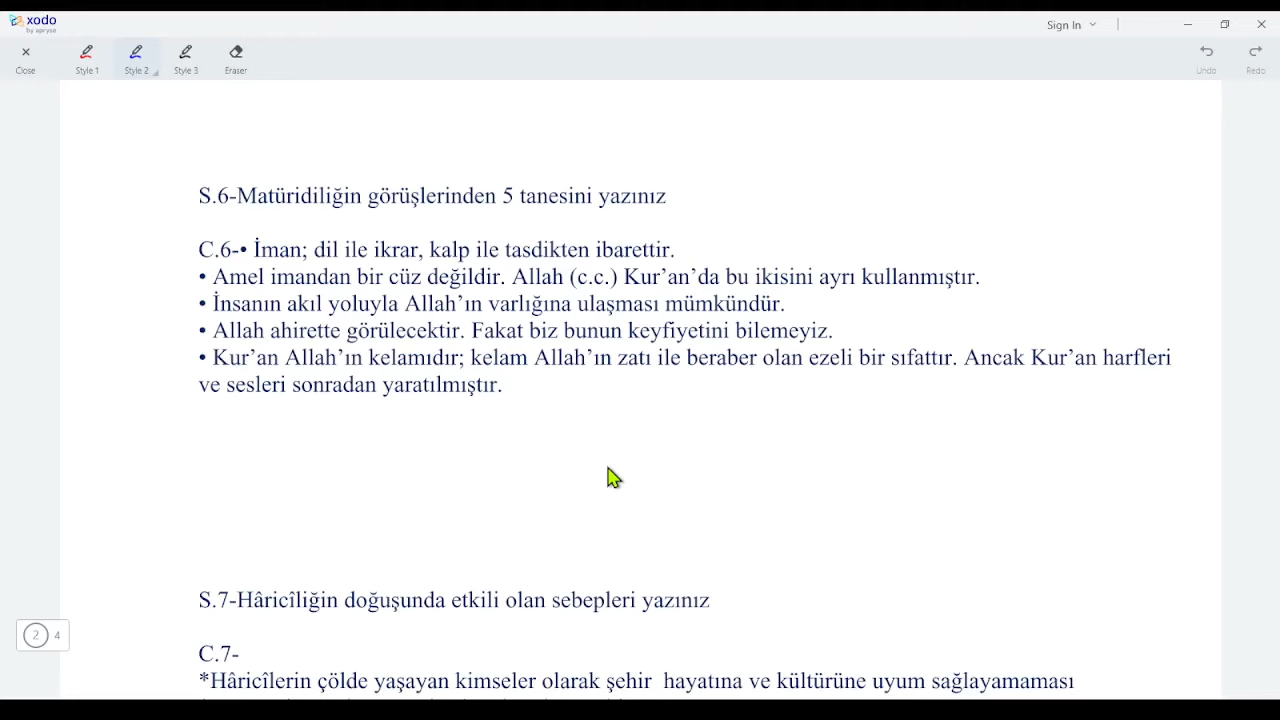 xodo
by apryse
Sign In
Close
Style 1
Style 2
Style 3
Eraser
Undo
Redo
S.6-Matüridiliğin görüşlerinden 5 tanesini yazınız
C.6-• İman; dil ile ikrar, kalp ile tasdikten ibarettir.
• Amel imandan bir cüz değildir. Allah (c.c.) Kur’an’da bu ikisini ayrı kullanmıştır.
• İnsanın akıl yoluyla Allah’ın varlığına ulaşması mümkündür.
• Allah ahirette görülecektir. Fakat biz bunun keyfiyetini bilemeyiz.
• Kur’an Allah’ın kelamıdır; kelam Allah’ın zatı ile beraber olan ezeli bir sıfattır. Ancak Kur’an harfleri
ve sesleri sonradan yaratılmıştır.
S.7-Hâricîliğin doğuşunda etkili olan sebepleri yazınız
2 4
C.7-
*Hâricîlerin çölde yaşayan kimseler olarak şehir  hayatına ve kültürüne uyum sağlayamaması